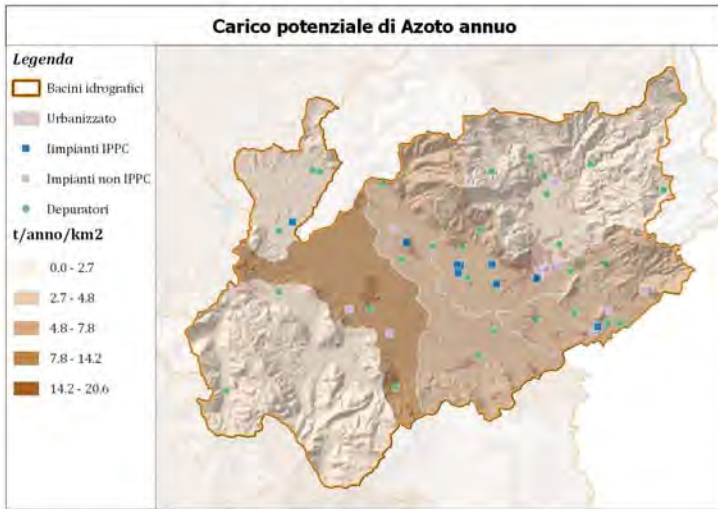 Carico potenziale di Azoto annuo
Legenda
Bacini idrografici
Urbanizzato
Iimpianti IPPC
Impianti non IPPC
Depuratori
t/anno/km2
0.0 - 2.7
2.7 - 4.8
4.8 - 7.8
7.8 - 14.2
14.2 - 20.6